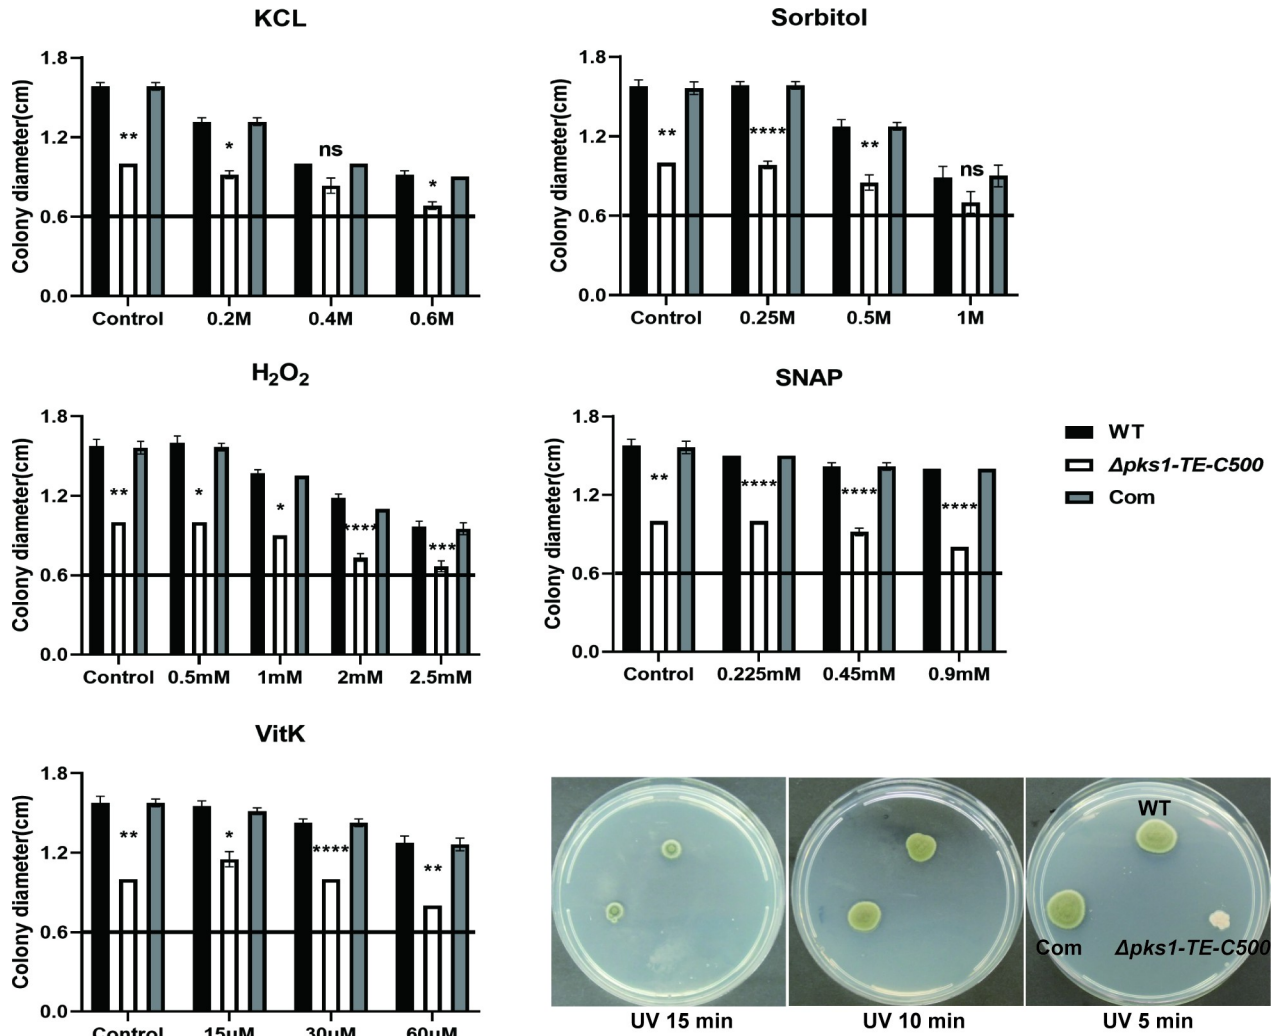 KCL
Colony diameter(cm)
1.8
1.2
0.6
0.0
** * ns *
Control 0.2M 0.4M 0.6M
Sorbitol
Colony diameter(cm)
1.8
1.2
0.6
0.0
** **** ** ns
Control 0.25M 0.5M 1M
H₂O₂
Colony diameter(cm)
1.8
1.2
0.6
0.0
** * * **** ***
Control 0.5mM 1mM 2mM 2.5mM
SNAP
Colony diameter(cm)
1.8
1.2
0.6
0.0
** **** **** ****
Control 0.225mM 0.45mM 0.9mM
WT
Δpks1-TE-C500
Com
VitK
Colony diameter(cm)
1.8
1.2
0.6
0.0
** * **** **
Control 15μM 30μM 60μM
WT
Com Δpks1-TE-C500
UV 15 min UV 10 min UV 5 min